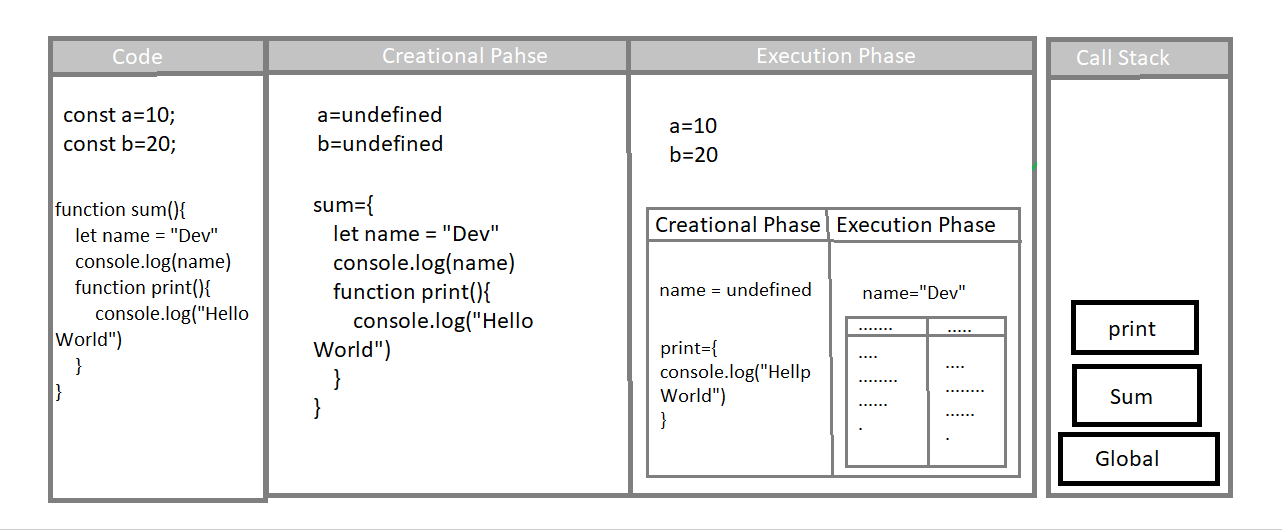 Code
Creational Pahse
Execution Phase
Call Stack
const a=10;
const b=20;
function sum(){
let name = "Dev"
console.log(name)
function print(){
console.log("Hello
World")
}
}
a=undefined
b=undefined
sum={
let name = "Dev"
console.log(name)
function print(){
console.log("Hello
World")
}
}
a=10
b=20
Creational Phase
Execution Phase
name = undefined
print={
console.log("Hellp
World")
}
name="Dev"
.......
.....
....
........
......
.
....
........
......
.
print
Sum
Global